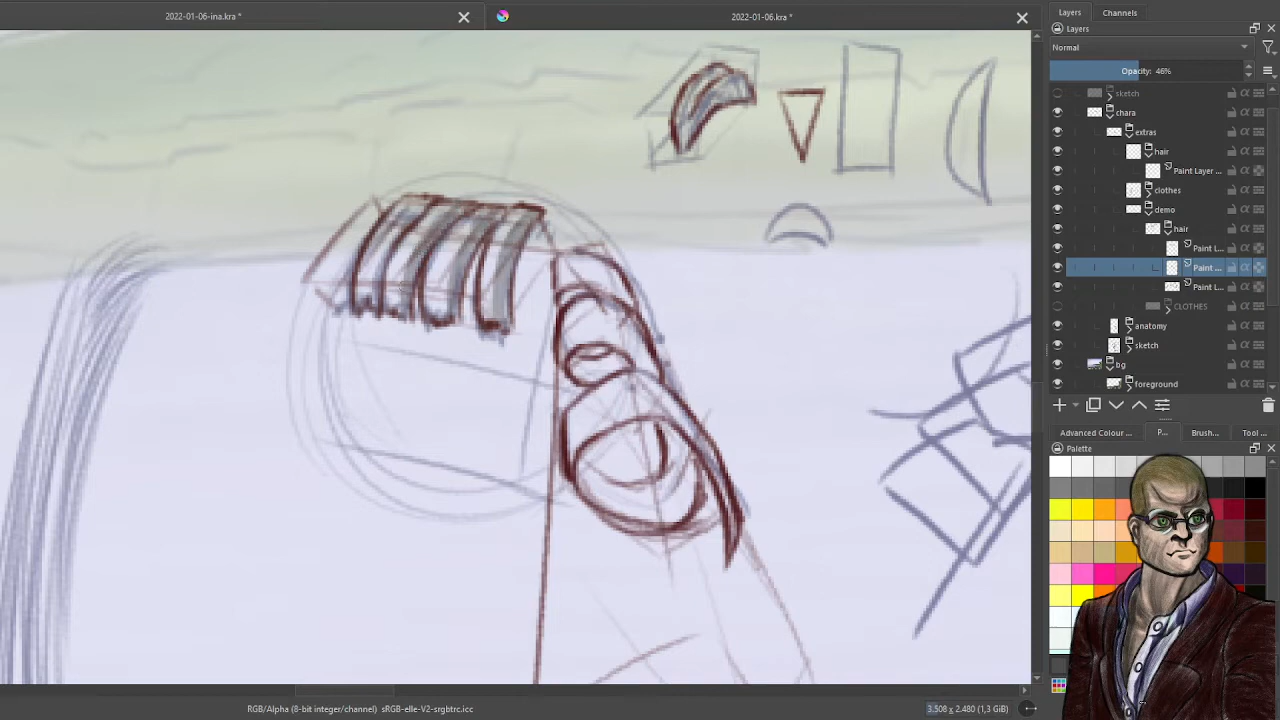 2022-01-06-ina.kra *
2022-01-06.kra *
Layers
Channels
Layers
Normal
Opacity: 46%
sketch
chara
extras
hair
Paint Layer ...
clothes
demo
hair
Paint L...
Paint ...
Paint L...
CLOTHES
anatomy
sketch
bg
foreground
Advanced Colour ...
P...
Brush...
Tool ...
Palette
RGB/Alpha (8-bit integer/channel) sRGB-elle-V2-srgbtrc.icc
3.508 x 2.480 (1,3 GiB)